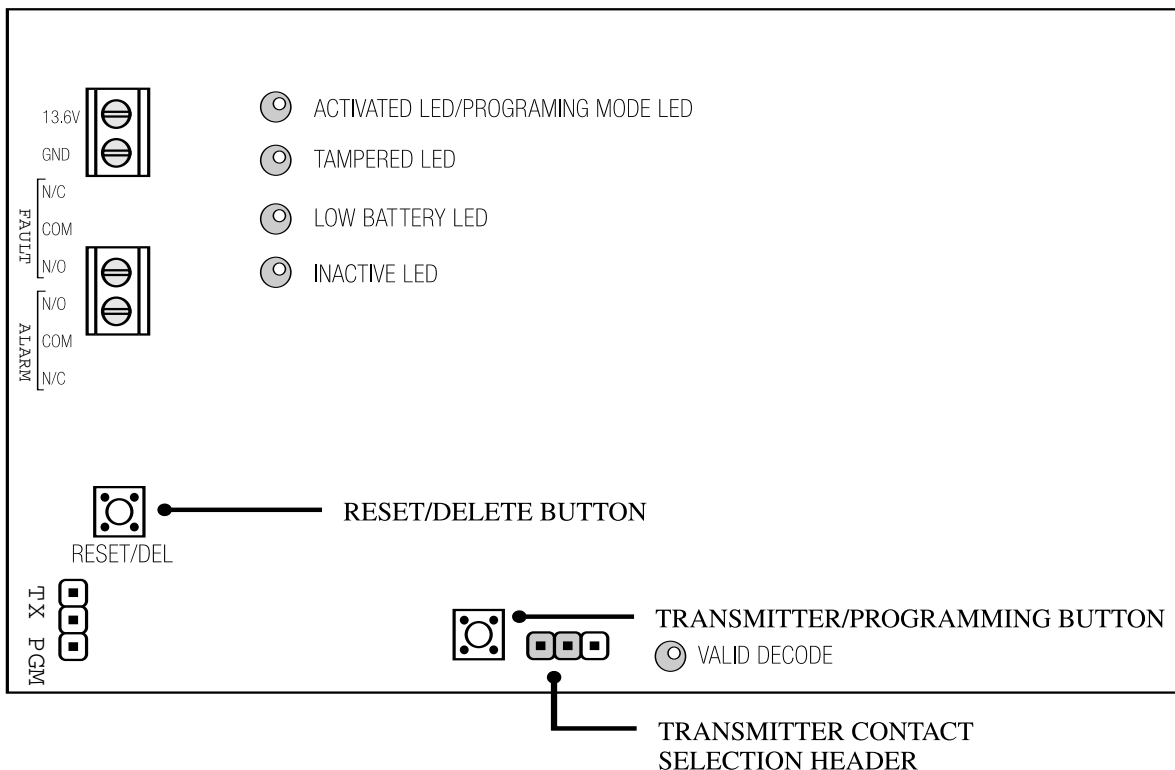 13.6V
GND
FAULT
N/C
COM
N/O
ALARM
N/O
COM
N/C
ACTIVATED LED/PROGRAMING MODE LED
TAMPERED LED
LOW BATTERY LED
INACTIVE LED
RESET/DELETE BUTTON
RESET/DEL
TX PGM
TRANSMITTER/PROGRAMMING BUTTON
VALID DECODE
TRANSMITTER CONTACT
SELECTION HEADER